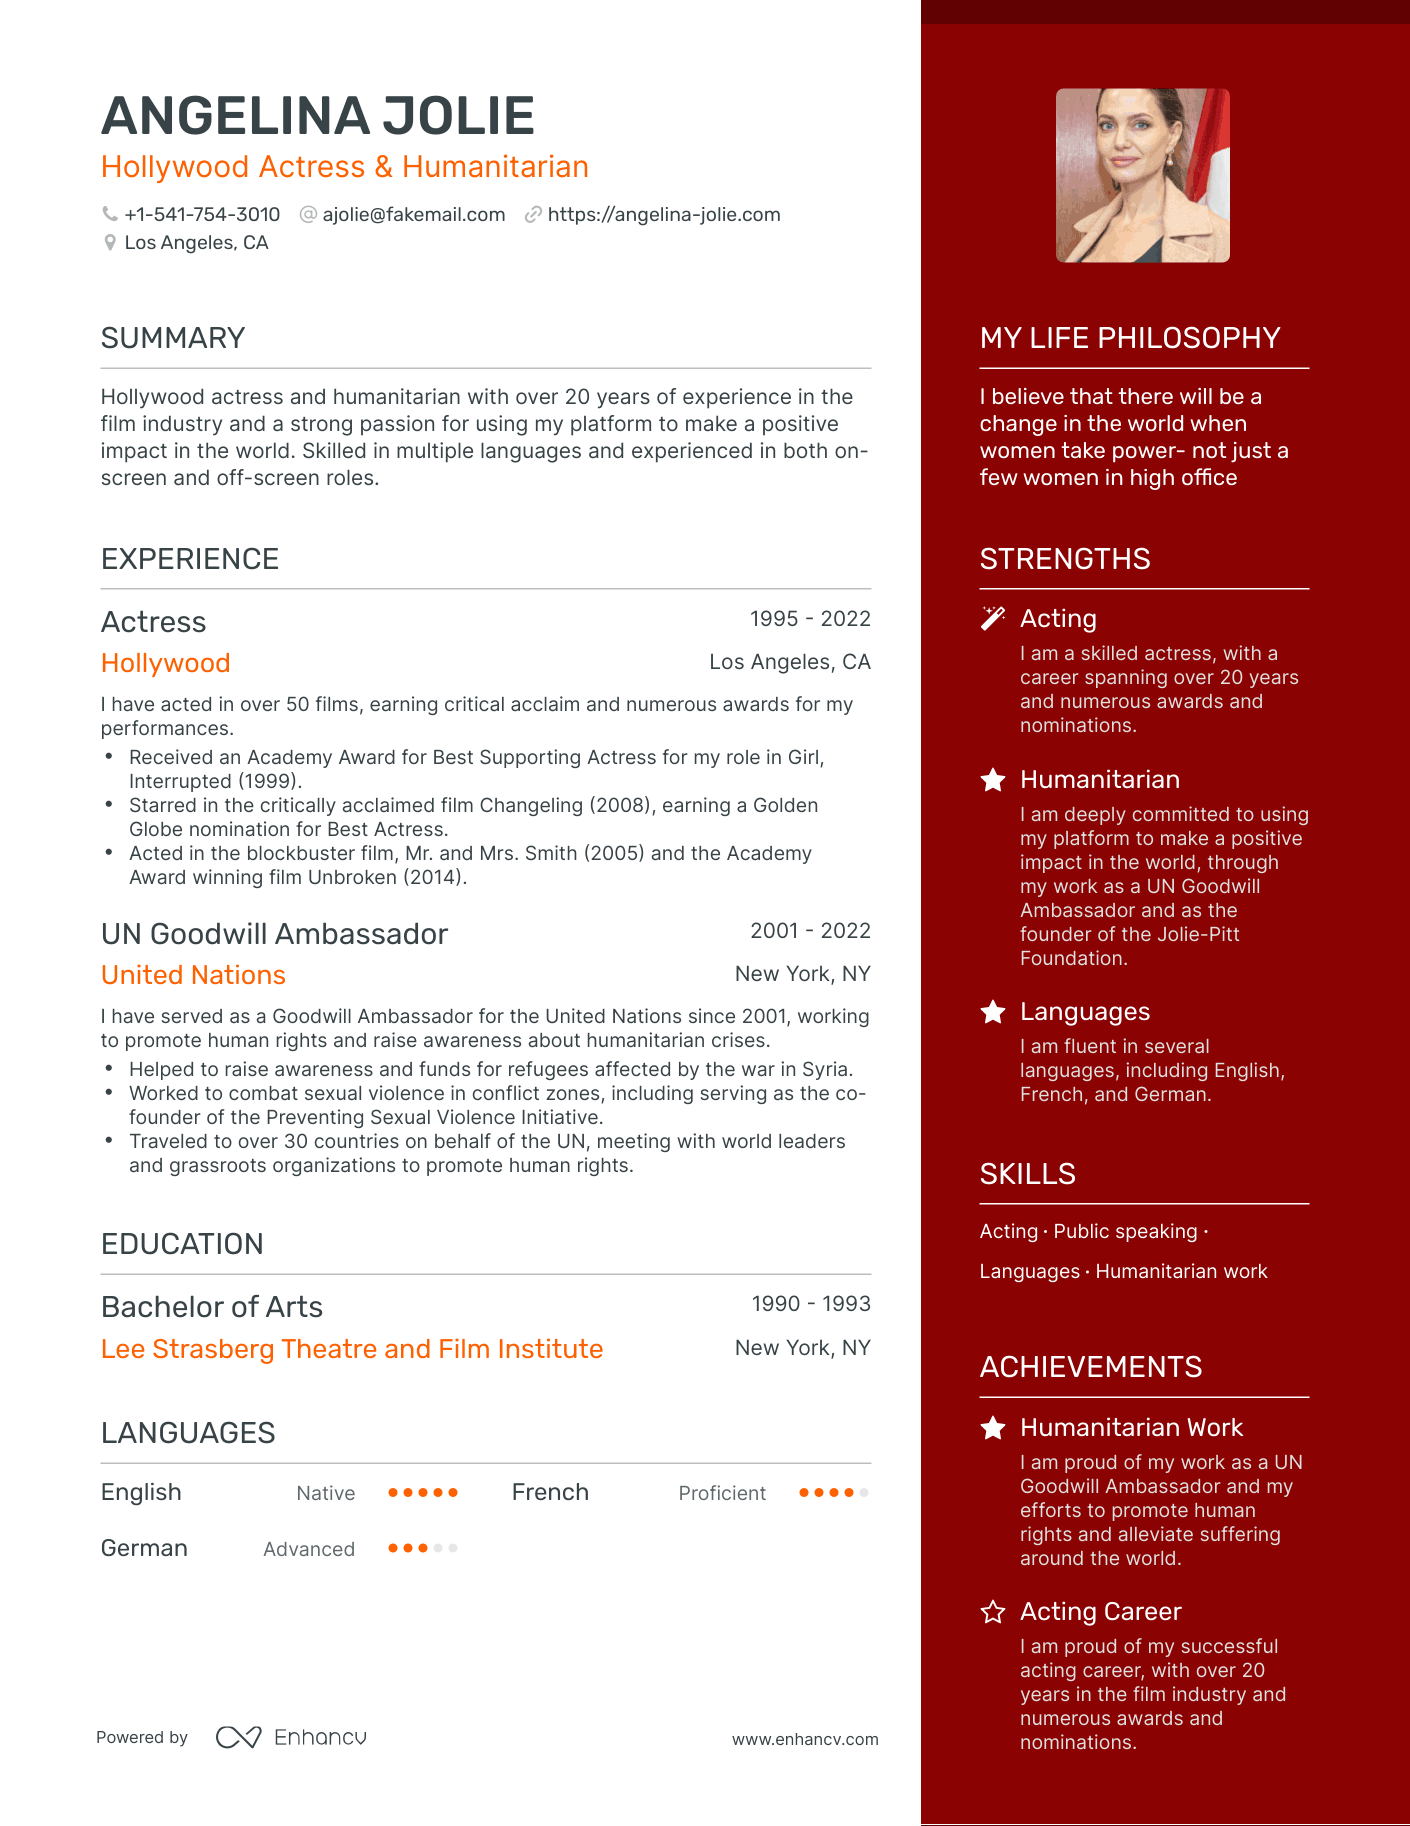 ANGELINA JOLIE
Hollywood Actress & Humanitarian
+1-541-754-3010 ajolie@fakemail.com https://angelina-jolie.com
Los Angeles, CA
SUMMARY
Hollywood actress and humanitarian with over 20 years of experience in the
film industry and a strong passion for using my platform to make a positive
impact in the world. Skilled in multiple languages and experienced in both on-
screen and off-screen roles.
EXPERIENCE
Actress 1995 - 2022
Hollywood Los Angeles, CA
I have acted in over 50 films, earning critical acclaim and numerous awards for my
performances.
• Received an Academy Award for Best Supporting Actress for my role in Girl,
Interrupted (1999).
• Starred in the critically acclaimed film Changeling (2008), earning a Golden
Globe nomination for Best Actress.
• Acted in the blockbuster film, Mr. and Mrs. Smith (2005) and the Academy
Award winning film Unbroken (2014).
UN Goodwill Ambassador 2001 - 2022
United Nations New York, NY
I have served as a Goodwill Ambassador for the United Nations since 2001, working
to promote human rights and raise awareness about humanitarian crises.
• Helped to raise awareness and funds for refugees affected by the war in Syria.
• Worked to combat sexual violence in conflict zones, including serving as the co-
founder of the Preventing Sexual Violence Initiative.
• Traveled to over 30 countries on behalf of the UN, meeting with world leaders
and grassroots organizations to promote human rights.
EDUCATION
Bachelor of Arts 1990 - 1993
Lee Strasberg Theatre and Film Institute New York, NY
LANGUAGES
English Native French Proficient
German Advanced
Powered by Enhancv www.enhancv.com
MY LIFE PHILOSOPHY
I believe that there will be a
change in the world when
women take power- not just a
few women in high office
STRENGTHS
Acting
I am a skilled actress, with a
career spanning over 20 years
and numerous awards and
nominations.
Humanitarian
I am deeply committed to using
my platform to make a positive
impact in the world, through
my work as a UN Goodwill
Ambassador and as the
founder of the Jolie-Pitt
Foundation.
Languages
I am fluent in several
languages, including English,
French, and German.
SKILLS
Acting · Public speaking ·
Languages · Humanitarian work
ACHIEVEMENTS
Humanitarian Work
I am proud of my work as a UN
Goodwill Ambassador and my
efforts to promote human
rights and alleviate suffering
around the world.
Acting Career
I am proud of my successful
acting career, with over 20
years in the film industry and
numerous awards and
nominations.